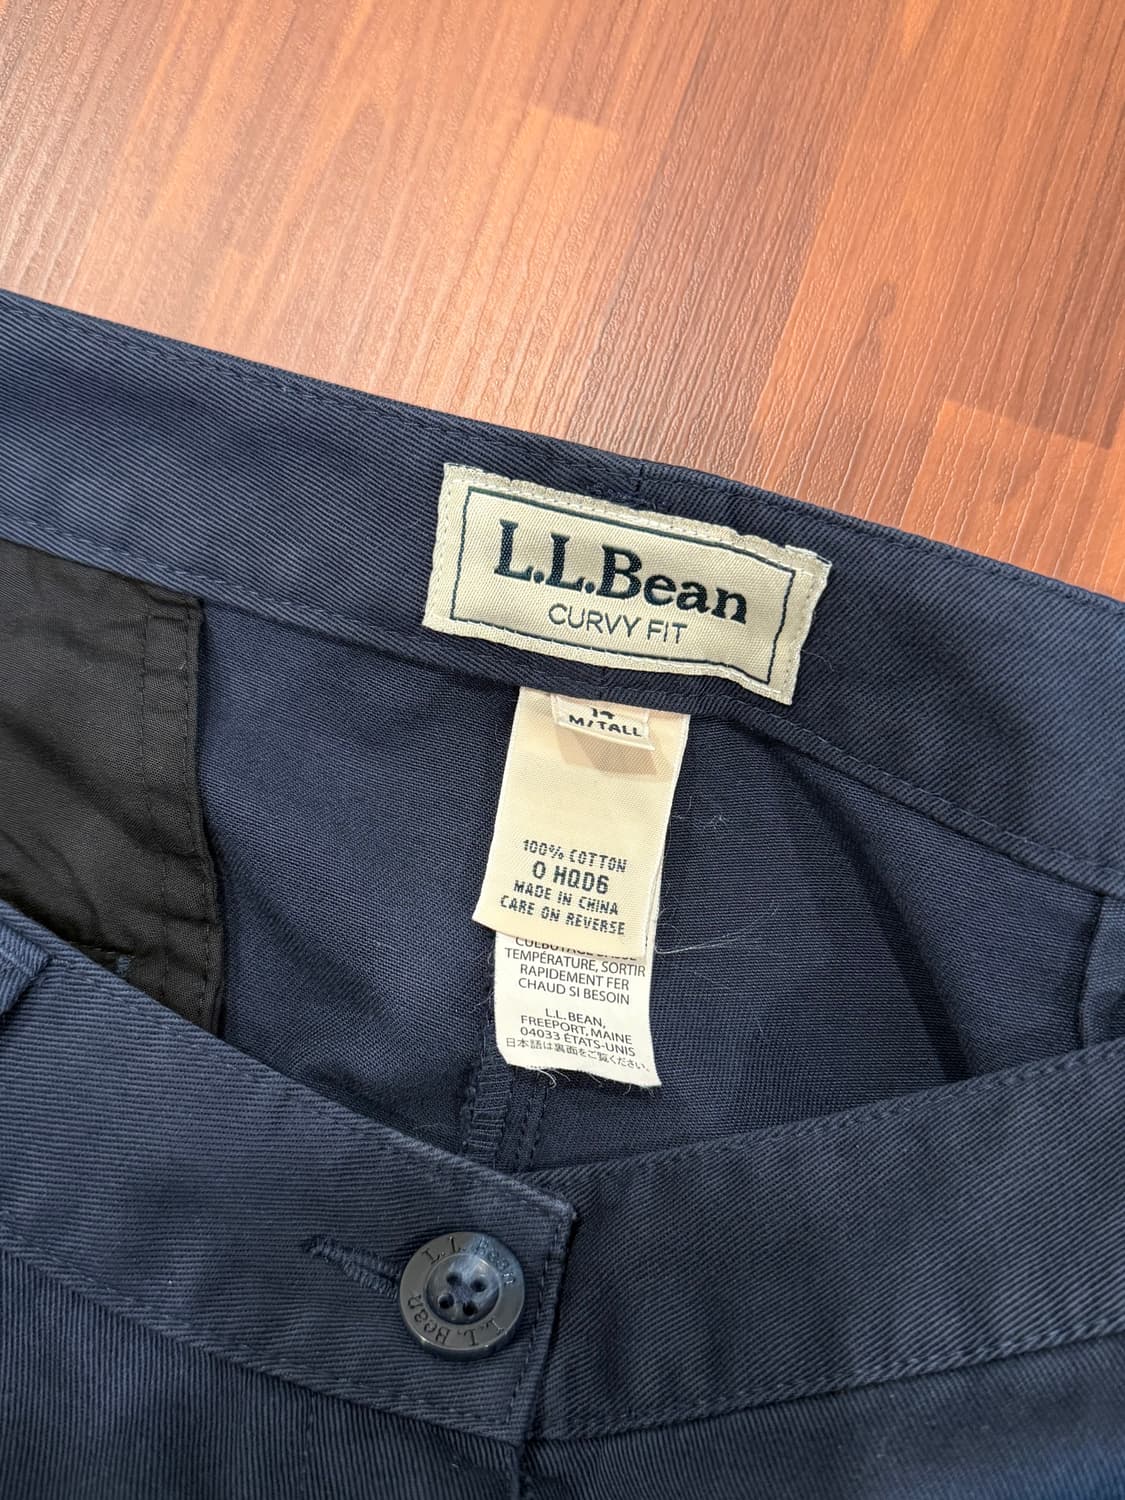 L.L.Bean
CURVY FIT
14
M/TALL
100% COTTON
0 HQD6
MADE IN CHINA
CARE ON REVERSE
TEMPÉRATURE, SORTIR
RAPIDEMENT FER
CHAUD SI BESOIN
L.L.BEAN,
FREEPORT, MAINE
04033 ÉTATS-UNIS
日本語は裏面をご覧ください。
L.L. Bean
L.L. Bean